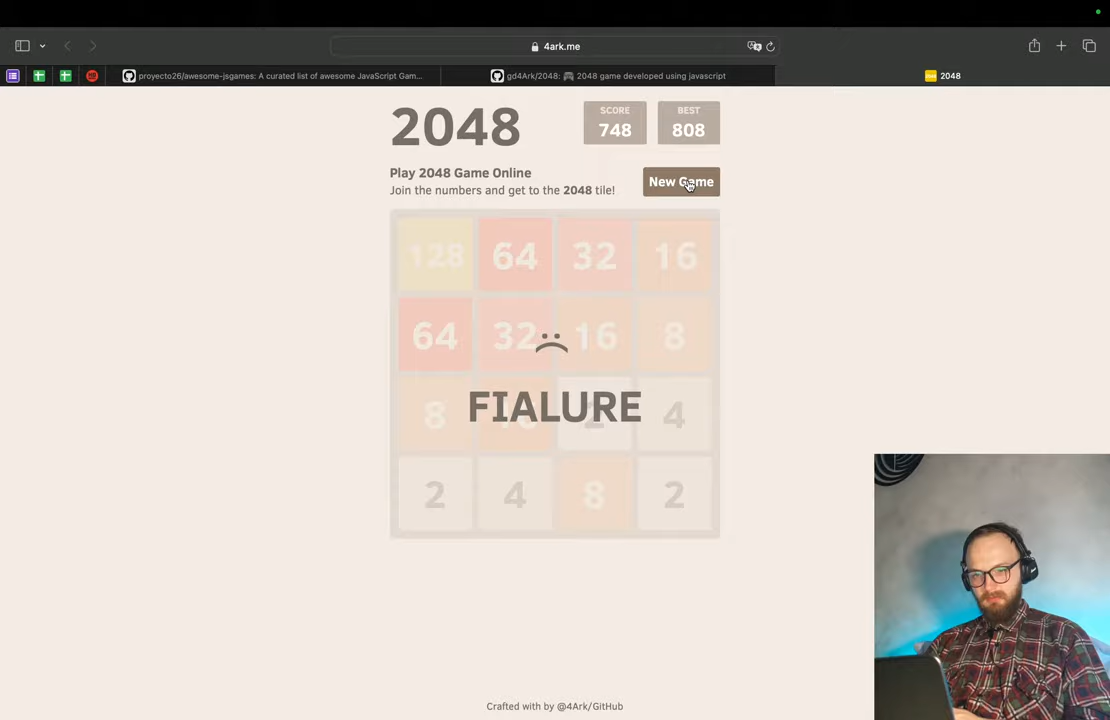 4ark.me
proyecto26/awesome-jsgames: A curated list of awesome JavaScript Gam...
gd4Ark/2048: 🎮 2048 game developed using javascript
2048
2048
SCORE
748
BEST
808
Play 2048 Game Online
Join the numbers and get to the 2048 tile!
New Game
128 64 32 16
64 32 16 8
FIALURE
8 16 2 4
2 4 8 2
Crafted with by @4Ark/GitHub